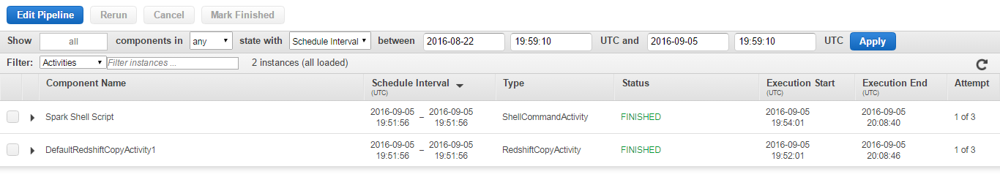 Edit Pipeline Rerun Cancel Mark Finished
Show all components in any state with Schedule Interval between 2016-08-22 19:59:10 UTC and 2016-09-05 19:59:10 UTC Apply
Filter: Activities Filter instances ... 2 instances (all loaded)
Component Name Schedule Interval Type Status Execution Start Execution End Attempt
(UTC) (UTC) (UTC)
2016-09-05 2016-09-05 2016-09-05 2016-09-05
Spark Shell Script – ShellCommandActivity FINISHED 1 of 3
19:51:56 19:51:56 19:54:01 20:08:40
2016-09-05 2016-09-05 2016-09-05 2016-09-05
DefaultRedshiftCopyActivity1 – RedshiftCopyActivity FINISHED 1 of 3
19:51:56 19:51:56 19:52:01 20:08:46